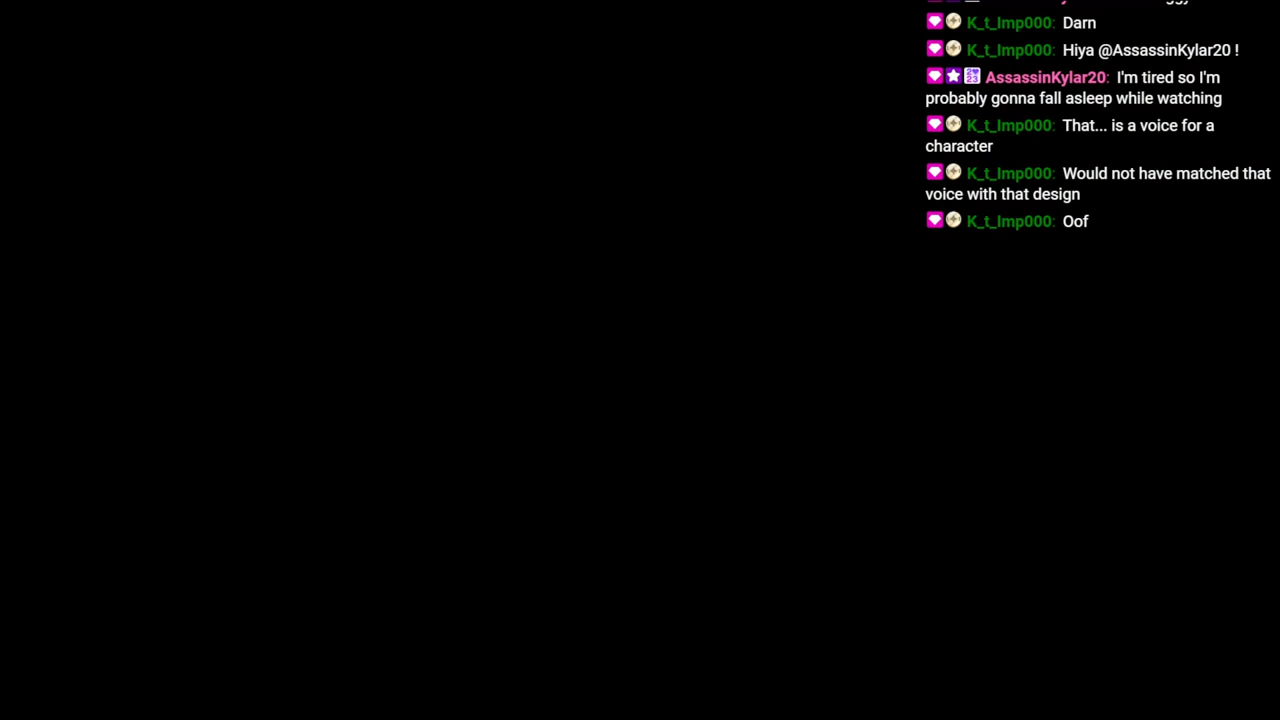 K_t_Imp000: Darn
K_t_Imp000: Hiya @AssassinKylar20 !
AssassinKylar20: I'm tired so I'm
probably gonna fall asleep while watching
K_t_Imp000: That... is a voice for a
character
K_t_Imp000: Would not have matched that
voice with that design
K_t_Imp000: Oof